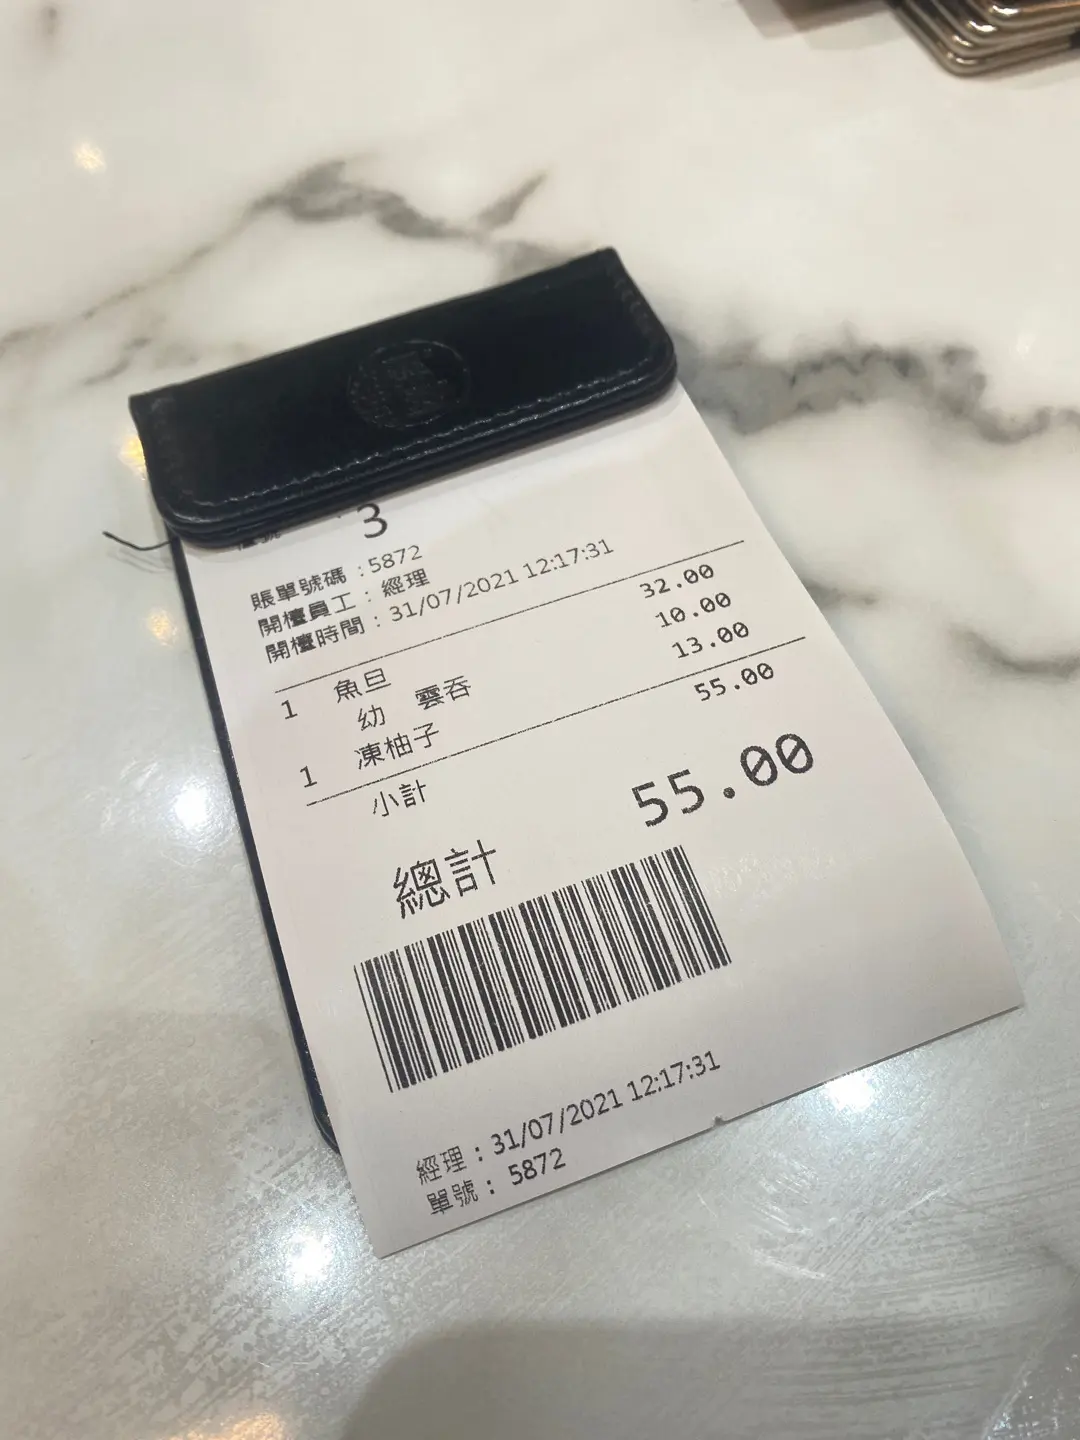 3
賬單號碼 : 5872
開檯員工 : 經理
開檯時間 : 31/07/2021 12:17:31
1 魚旦 32.00
幼 雲吞 10.00
1 凍柚子 13.00
小計 55.00
總計 55.00
經理 : 31/07/2021 12:17:31
單號 : 5872